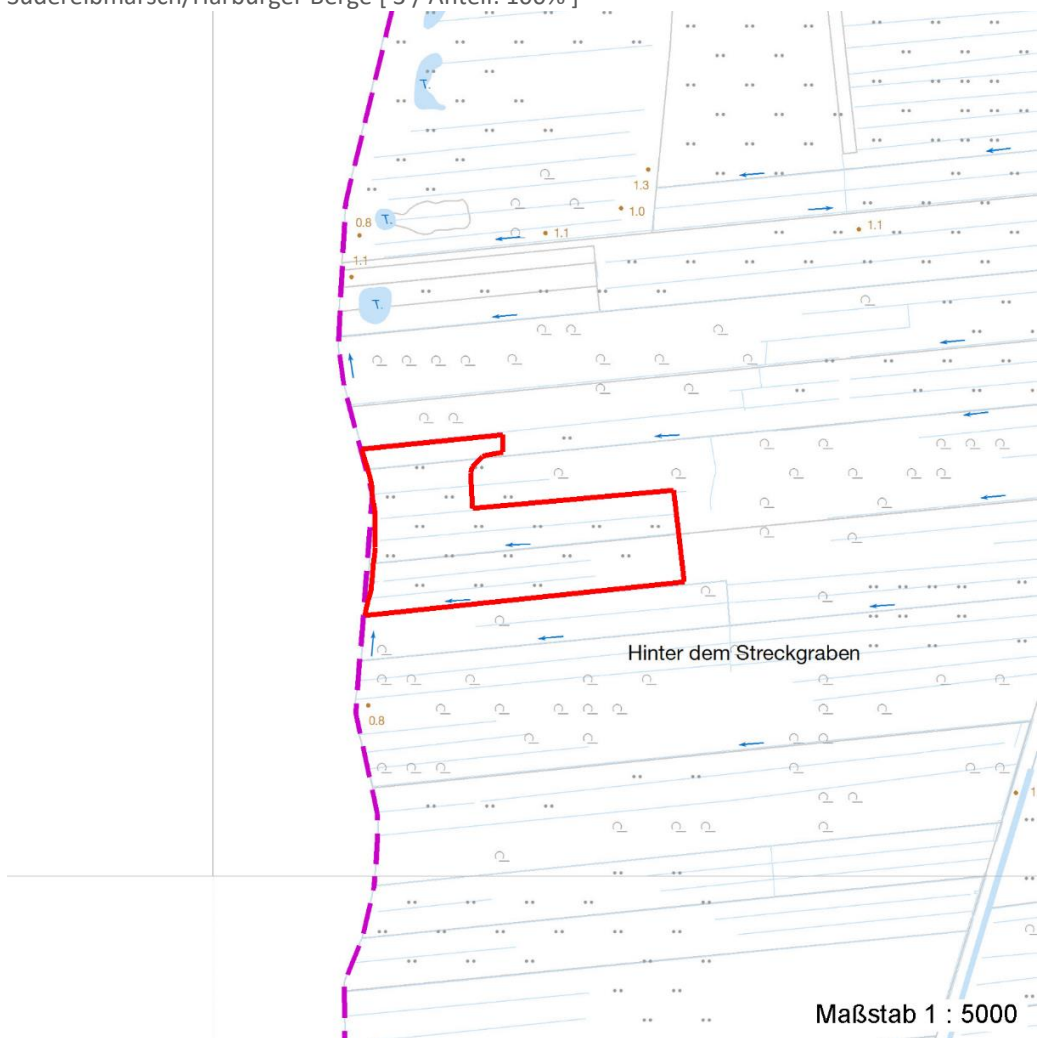 Süderelbmarsch/Harburger Berge [ 3 / Anteil: 100% ]
T.
1.3
1.0
T.
0.8
1.1
1.1
1.1
T.
Hinter dem Streckgraben
0.8
Maßstab 1 : 5000